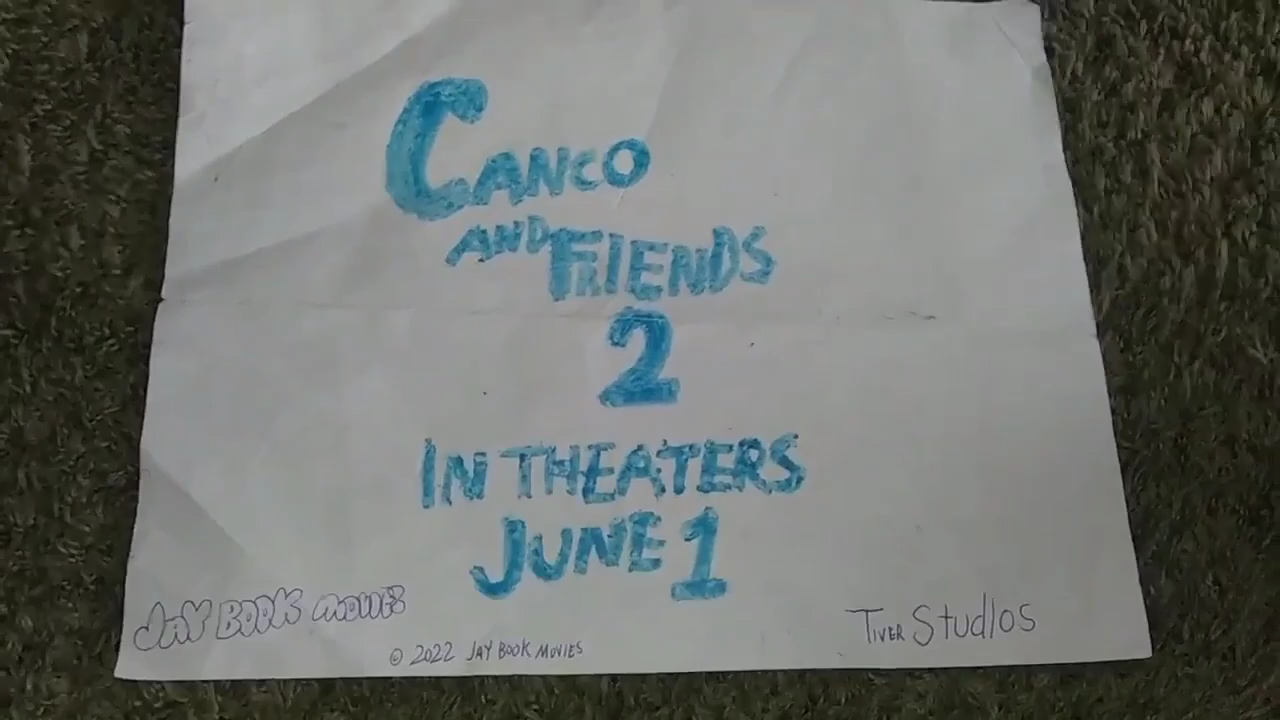 CANCO
AND FRIENDS
2
IN THEATERS
JUNE 1
JAY BOOK MOVIES
© 2022 JAY BOOK MOVIES
TIVER StudIos